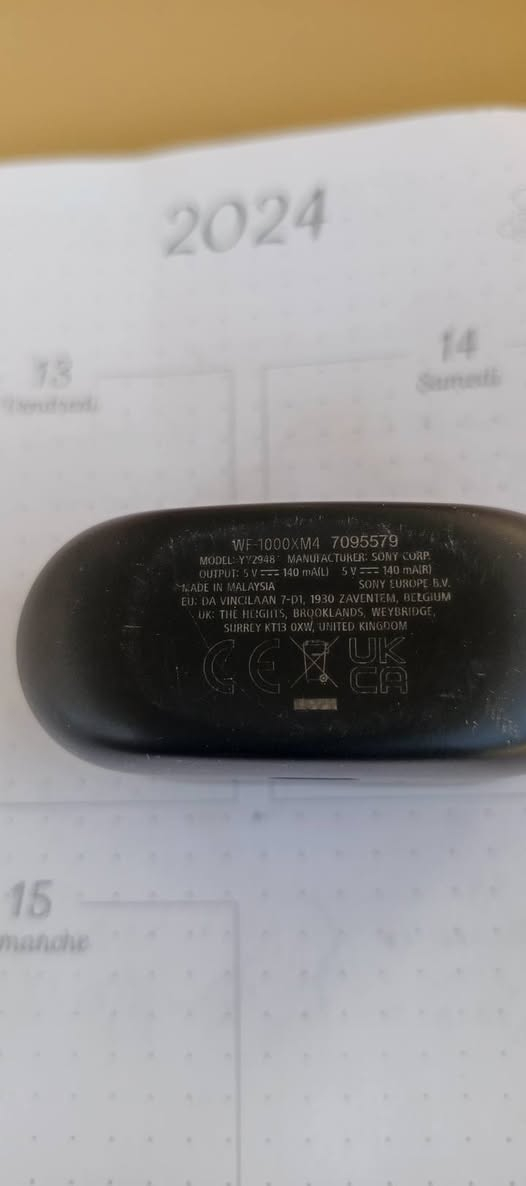 2024
13
Vendredi
14
Samedi
WF-1000XM4 7095579
MODEL: YY2948 MANUFACTURER: SONY CORP.
OUTPUT: 5 V ⎓ 140 mA(L) 5 V ⎓ 140 mA(R)
MADE IN MALAYSIA SONY EUROPE B.V.
EU: DA VINCILAAN 7-D1, 1930 ZAVENTEM, BELGIUM
UK: THE HEIGHTS, BROOKLANDS, WEYBRIDGE,
SURREY KT13 0XW, UNITED KINGDOM
CE UK
CA
15
manche